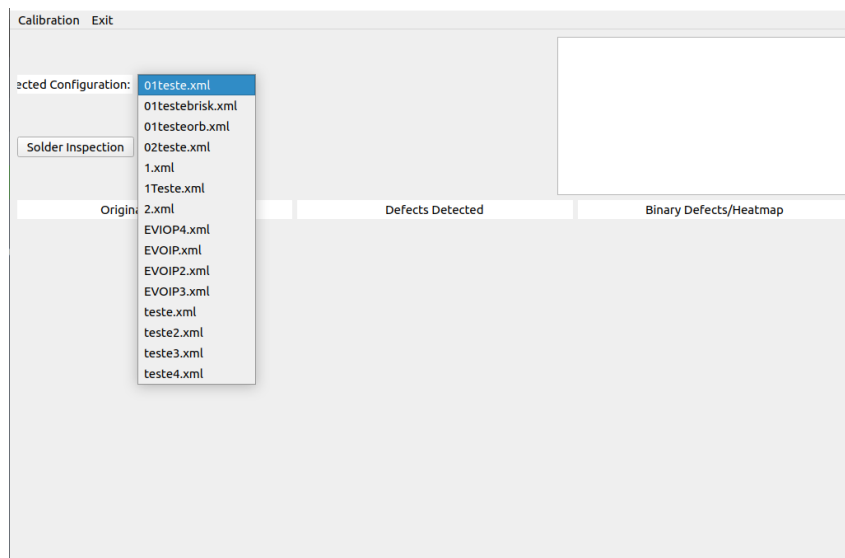 Calibration Exit
ected Configuration: 01teste.xml
01testebrisk.xml
01testeorb.xml
Solder Inspection 02teste.xml
1.xml
1Teste.xml
Origina 2.xml Defects Detected Binary Defects/Heatmap
EVIOP4.xml
EVOIP.xml
EVOIP2.xml
EVOIP3.xml
teste.xml
teste2.xml
teste3.xml
teste4.xml